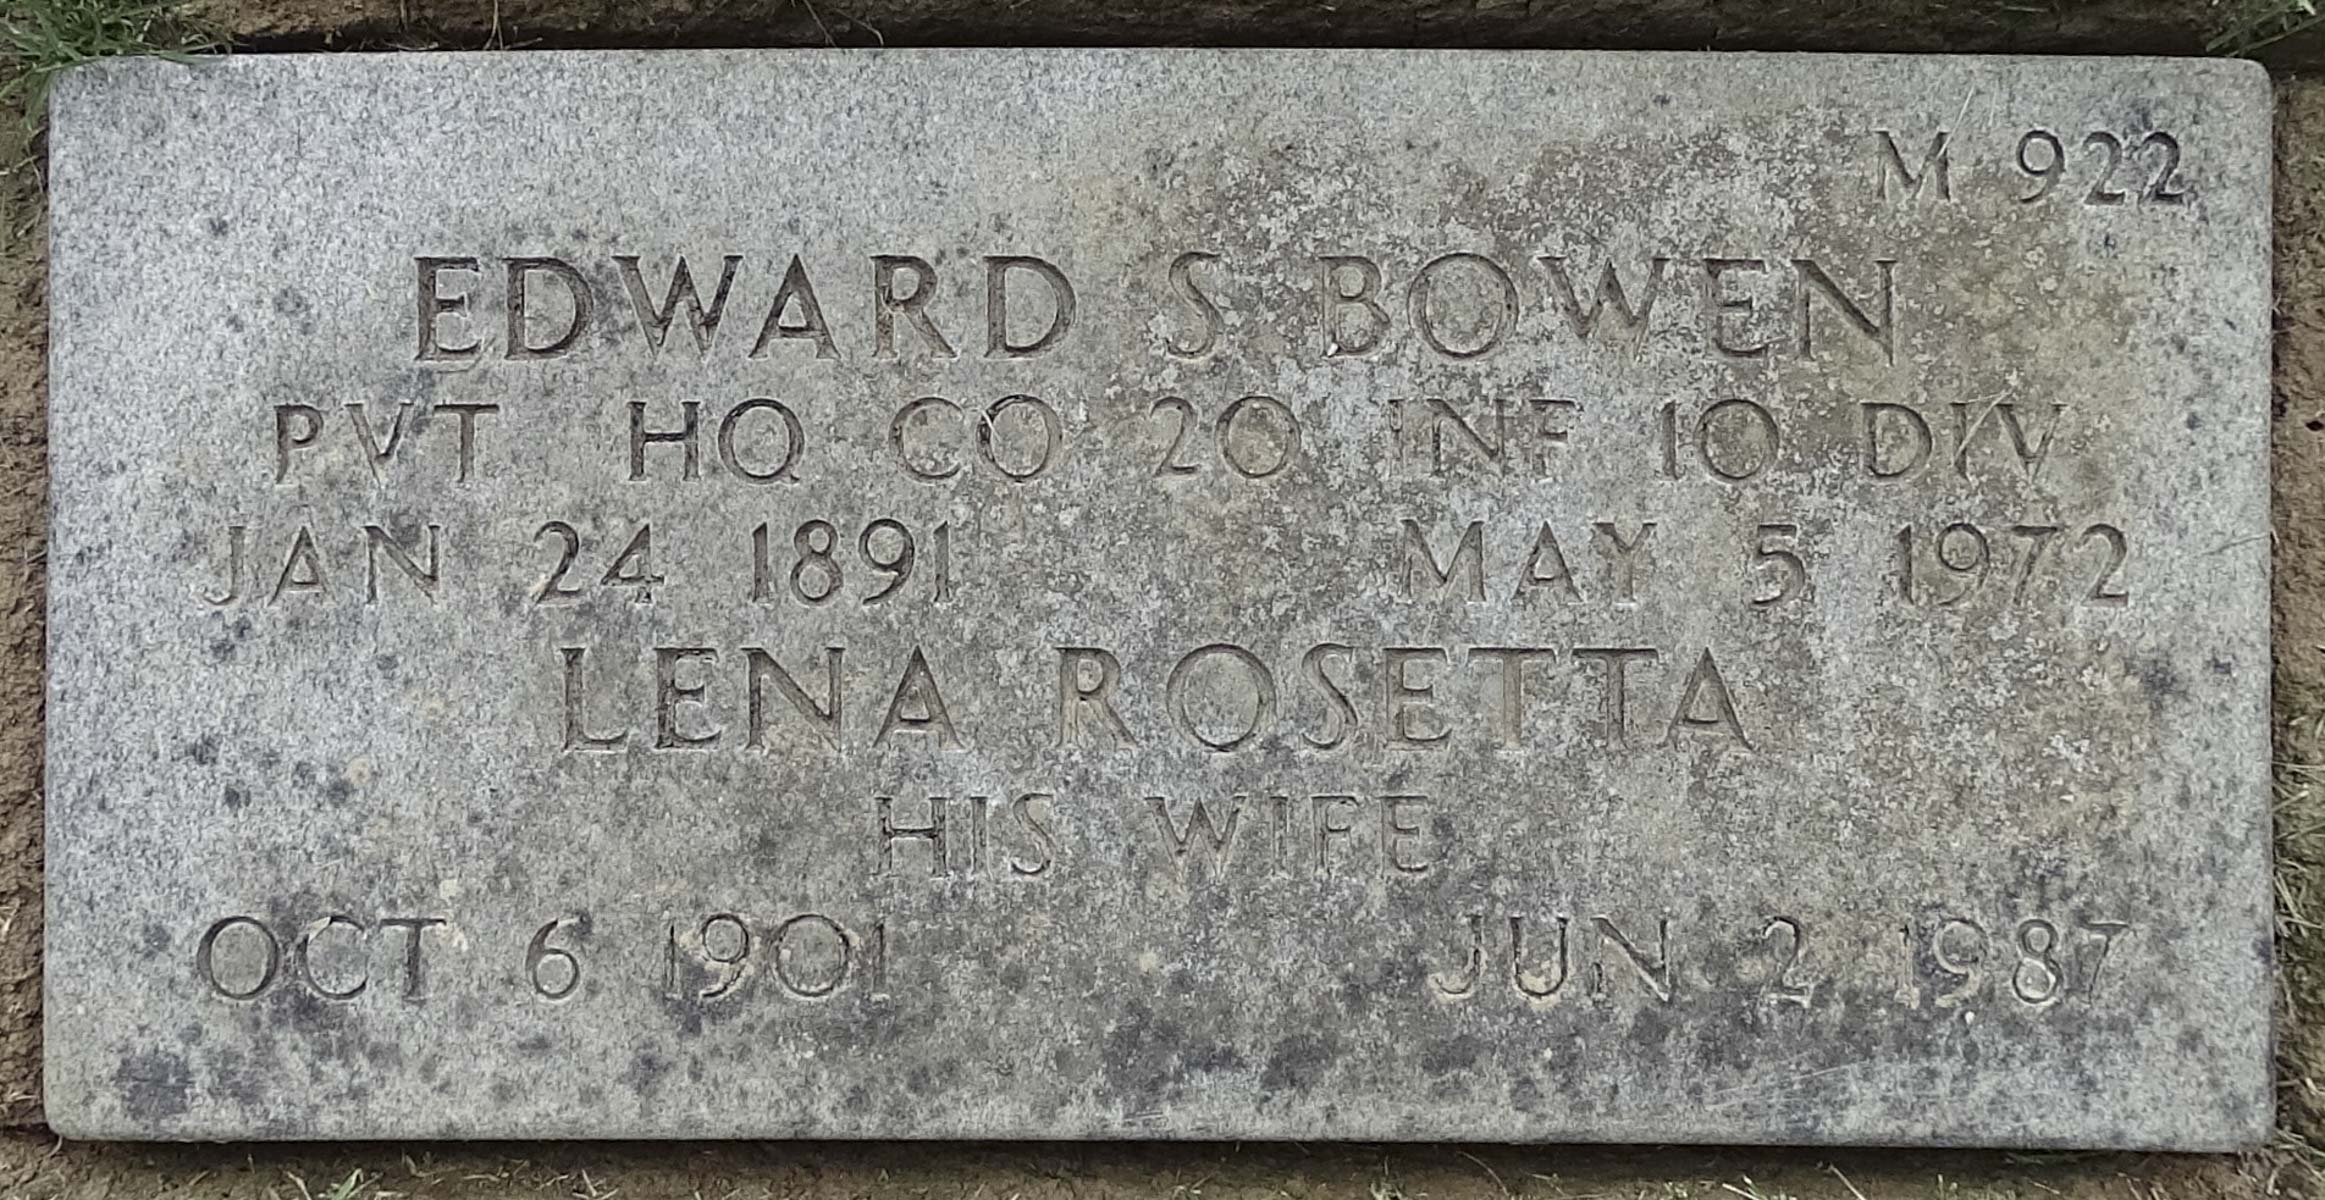 M 922
EDWARD S BOWEN
PVT HQ CO 20 INF 10 DIV
JAN 24 1891 MAY 5 1972
LENA ROSETTA
HIS WIFE
OCT 6 1901 JUN 2 1987